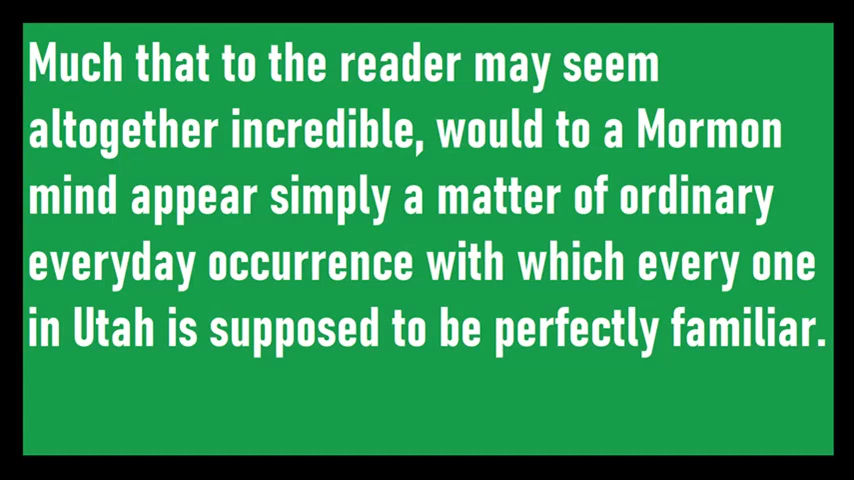 Much that to the reader may seem
altogether incredible, would to a Mormon
mind appear simply a matter of ordinary
everyday occurrence with which every one
in Utah is supposed to be perfectly familiar.